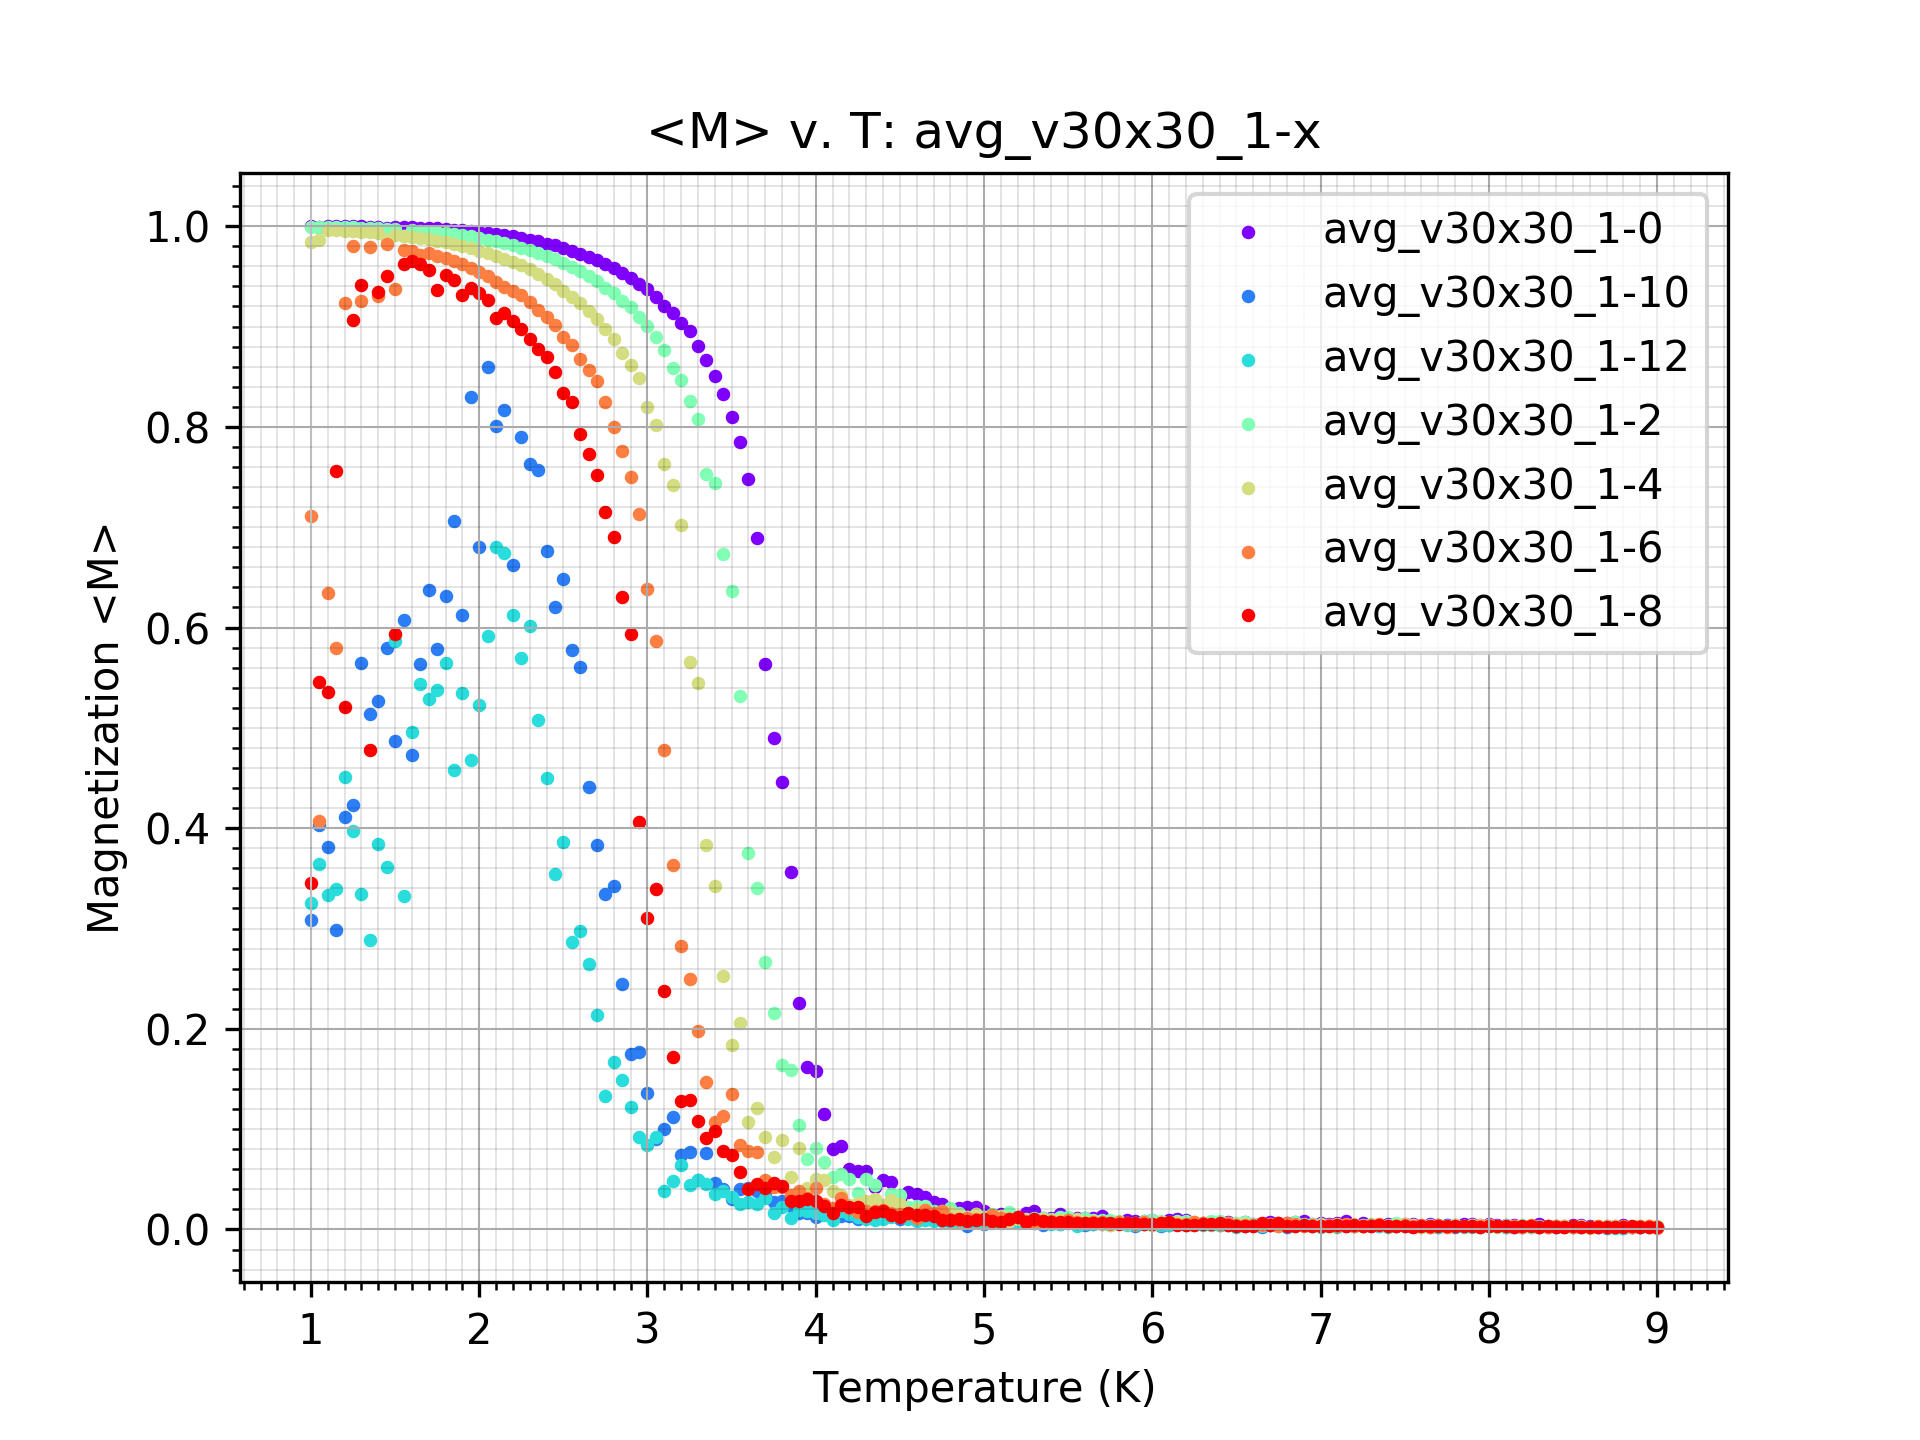 <M> v. T: avg_v30x30_1-x
avg_v30x30_1-0
avg_v30x30_1-10
avg_v30x30_1-12
avg_v30x30_1-2
avg_v30x30_1-4
avg_v30x30_1-6
avg_v30x30_1-8
Magnetization <M>
1.0
0.8
0.6
0.4
0.2
0.0
1 2 3 4 5 6 7 8 9
Temperature (K)